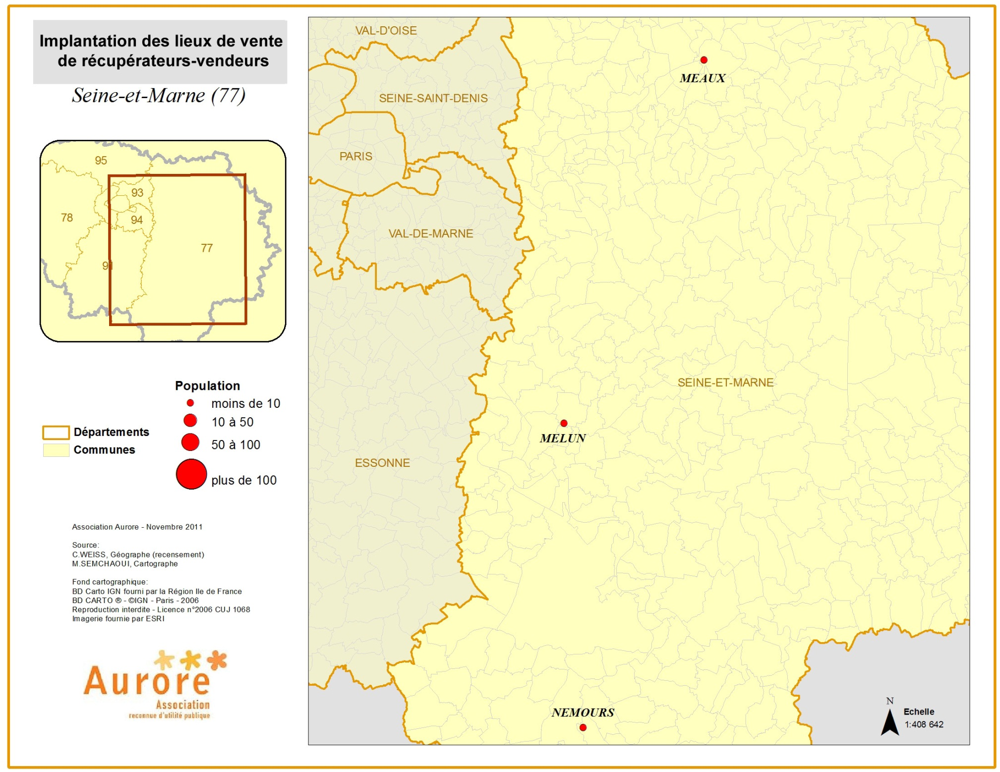 Implantation des lieux de vente
de récupérateurs-vendeurs
Seine-et-Marne (77)
95
93
94
78
77
9
Population
moins de 10
10 à 50
50 à 100
plus de 100
Départements
Communes
Association Aurore - Novembre 2011
Source:
C.WEISS, Géographe (recensement)
M.SEMCHAOUI, Cartographe
Fond cartographique:
BD Carto IGN fourni par la Région Ile de France
BD CARTO ® - ©IGN - Paris - 2006
Reproduction interdite - Licence n°2006 CUJ 1068
Imagerie fournie par ESRI
Aurore
Association
reconnue d'utilité publique
VAL-D'OISE
MEAUX
SEINE-SAINT-DENIS
PARIS
VAL-DE-MARNE
SEINE-ET-MARNE
MELUN
ESSONNE
NEMOURS
N
Echelle
1:408 642